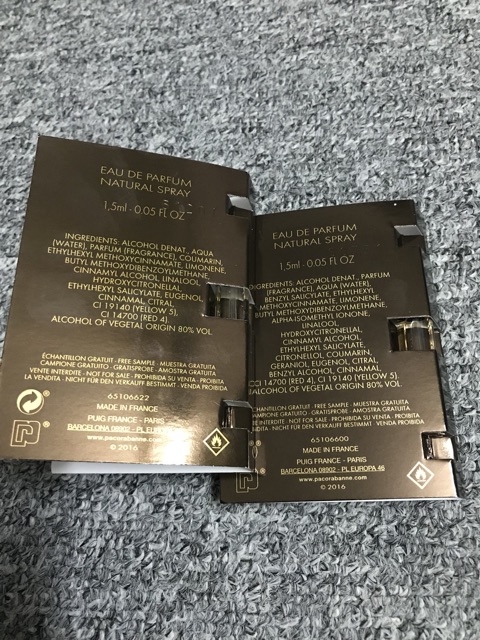 EAU DE PARFUM
NATURAL SPRAY
1,5ml - 0.05 FL OZ
INGREDIENTS: ALCOHOL DENAT., AQUA
(WATER), PARFUM (FRAGRANCE), COUMARIN,
ETHYLHEXYL METHOXYCINNAMATE, LIMONENE,
BUTYL METHOXYDIBENZOYLMETHANE,
CINNAMYL ALCOHOL, LINALOOL,
HYDROXYCITRONELLAL,
ETHYLHEXYL SALICYLATE, EUGENOL,
CINNAMAL, CITRAL,
CI 19140 (YELLOW 5),
CI 14700 (RED 4),
ALCOHOL OF VEGETAL ORIGIN 80% VOL.
ÉCHANTILLON GRATUIT - FREE SAMPLE - MUESTRA GRATUITA
CAMPIONE GRATUITO - GRATISPROBE - AMOSTRA GRATUITA
VENTE INTERDITE - NOT FOR SALE - PROHIBIDA SU VENTA - PROIBITA
LA VENDITA - NICHT FÜR DEN VERKAUFF BESTIMMT - VENDA PROIBIDA
65106622
MADE IN FRANCE
PUIG FRANCE - PARIS
BARCELONA 08902 - PL. EUROPA
www.pacorabanne.com
© 2016
EAU DE PARFUM
NATURAL SPRAY
1,5ml - 0.05 FL OZ
INGREDIENTS: ALCOHOL DENAT., PARFUM
(FRAGRANCE), AQUA (WATER),
BENZYL SALICYLATE, ETHYLHEXYL
METHOXYCINNAMATE, LIMONENE,
BUTYL METHOXYDIBENZOYLMETHANE,
ALPHA-ISOMETHYL IONONE,
LINALOOL,
HYDROXYCITRONELLAL,
CINNAMYL ALCOHOL,
ETHYLHEXYL SALICYLATE,
CITRONELLOL, COUMARIN,
GERANIOL, EUGENOL, CITRAL,
BENZYL ALCOHOL, CINNAMAL,
CI 14700 (RED 4), CI 19140 (YELLOW 5).
ALCOHOL OF VEGETAL ORIGIN 80% VOL.
ÉCHANTILLON GRATUIT - FREE SAMPLE - MUESTRA GRATUITA
CAMPIONE GRATUITO - GRATISPROBE - AMOSTRA GRATUITA
INTERDITE - NOT FOR SALE - PROHIBIDA SU VENTA - PROIBITA
VENDITA - NICHT FÜR DEN VERKAUFF BESTIMMT - VENDA PROIBIDA
65106600
MADE IN FRANCE
PUIG FRANCE - PARIS
BARCELONA 08902 - PL. EUROPA 46
www.pacorabanne.com
© 2016